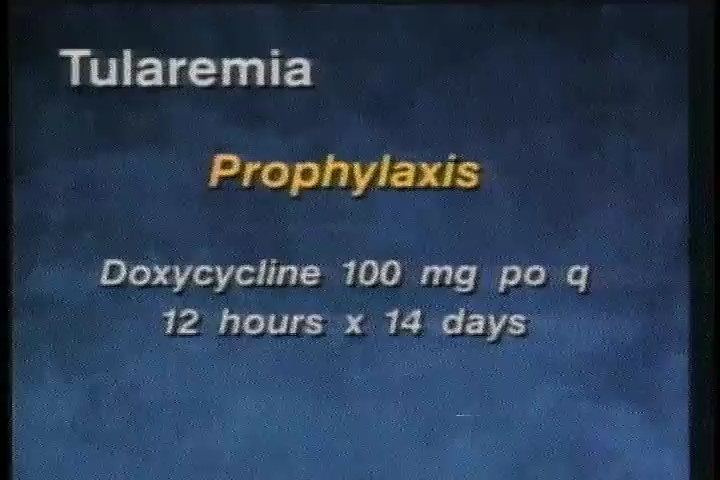 Tularemia
Prophylaxis
Doxycycline 100 mg po q
12 hours x 14 days